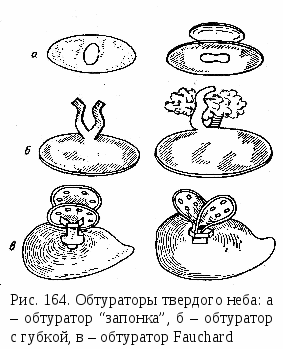 а
б
в
Рис. 164. Обтураторы твердого неба: а
– обтуратор “запонка”, б – обтуратор
с губкой, в – обтуратор Fauchard